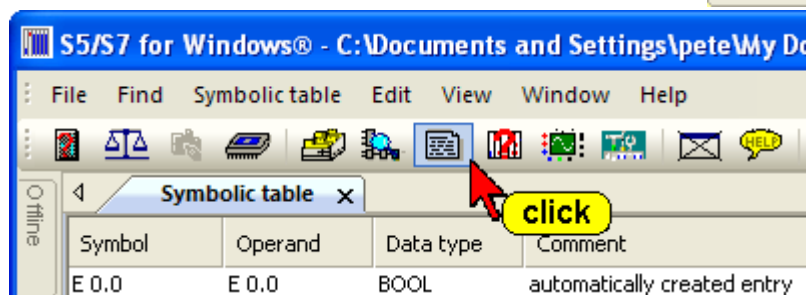 S5/S7 for Windows® - C:\Documents and Settings\pete\My Do
File Find Symbolic table Edit View Window Help
HELP
Offline
Symbolic table x
click
Symbol Operand Data type Comment
E 0.0 E 0.0 BOOL automatically created entry